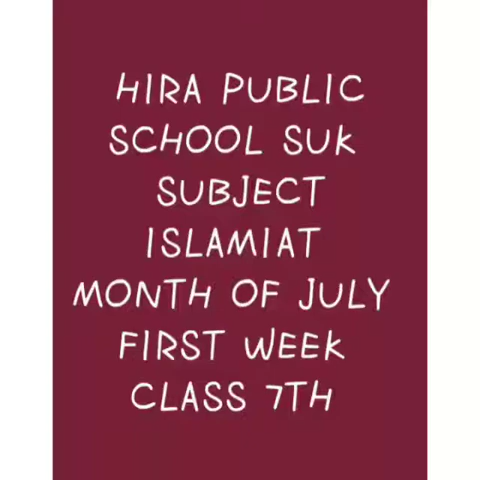 HIRA PUBLIC
SCHOOL SUK
SUBJECT
ISLAMIAT
MONTH OF JULY
FIRST WEEK
CLASS 7TH